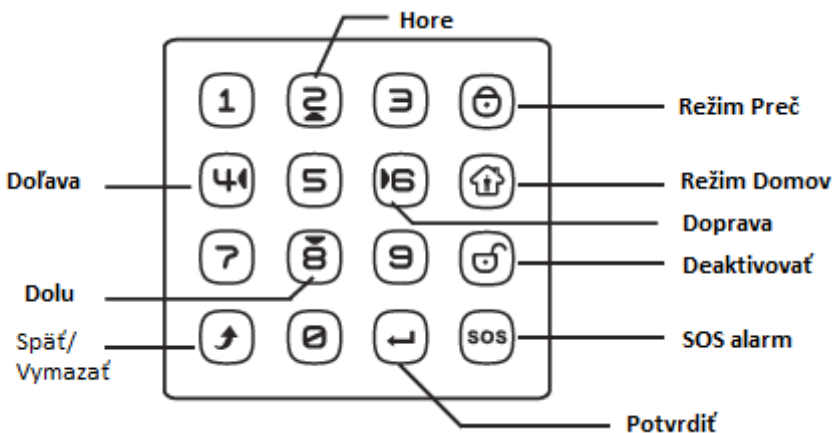 Hore
1 2 3
Režim Preč
Doľava
4 5 6
Režim Domov
Doprava
7 8 9
Deaktivovať
Dolu
Späť/
Vymazať
0
SOS
SOS alarm
Potvrdiť